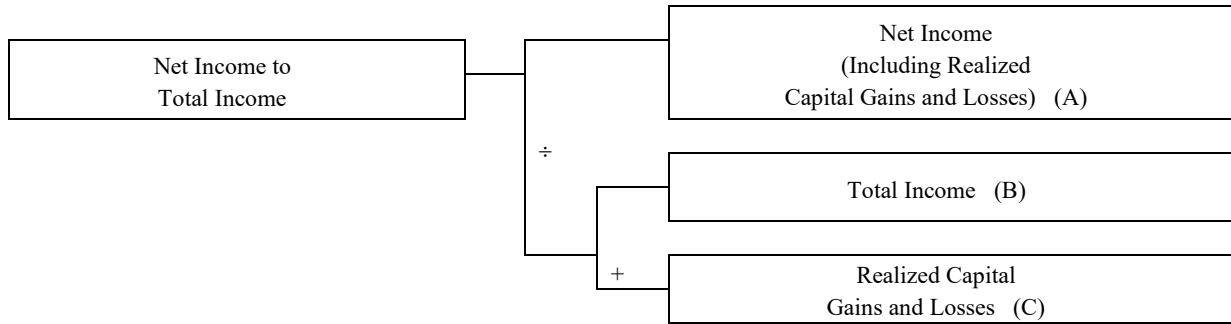 Net Income to
Total Income
Net Income
(Including Realized
Capital Gains and Losses) (A)
÷
Total Income (B)
+
Realized Capital
Gains and Losses (C)